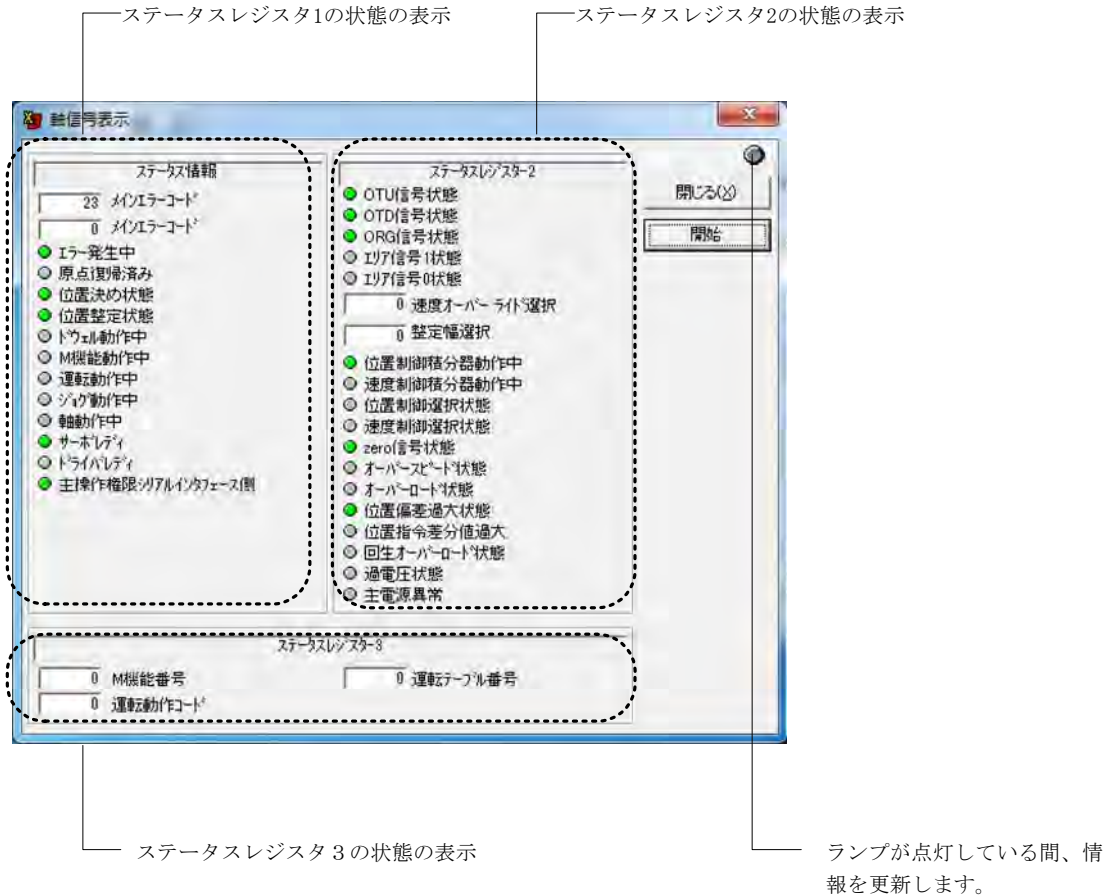 ステータスレジスタ1の状態の表示
ステータスレジスタ2の状態の表示
軸信号表示
ステータス情報
23 メインエラーコード
0 メインエラーコード
エラー発生中
原点復帰済み
位置決め状態
位置整定状態
ドウェル動作中
M機能動作中
運転動作中
ジョグ動作中
軸動作中
サーボレディ
ドライバレディ
主操作権限シリアルインタフェース側
ステータスレジスター2
OTU信号状態
OTD信号状態
ORG信号状態
エリア信号1状態
エリア信号0状態
0 速度オーバーライド選択
0 整定幅選択
位置制御積分器動作中
速度制御積分器動作中
位置制御選択状態
速度制御選択状態
zero信号状態
オーバースピード状態
オーバーロード状態
位置偏差過大状態
位置指令差分値過大
回生オーバーロード状態
過電圧状態
主電源異常
閉じる(X)
開始
ステータスレジスター3
0 M機能番号
0 運転テーブル番号
0 運転動作コード
ステータスレジスタ3の状態の表示
ランプが点灯している間、情
報を更新します。